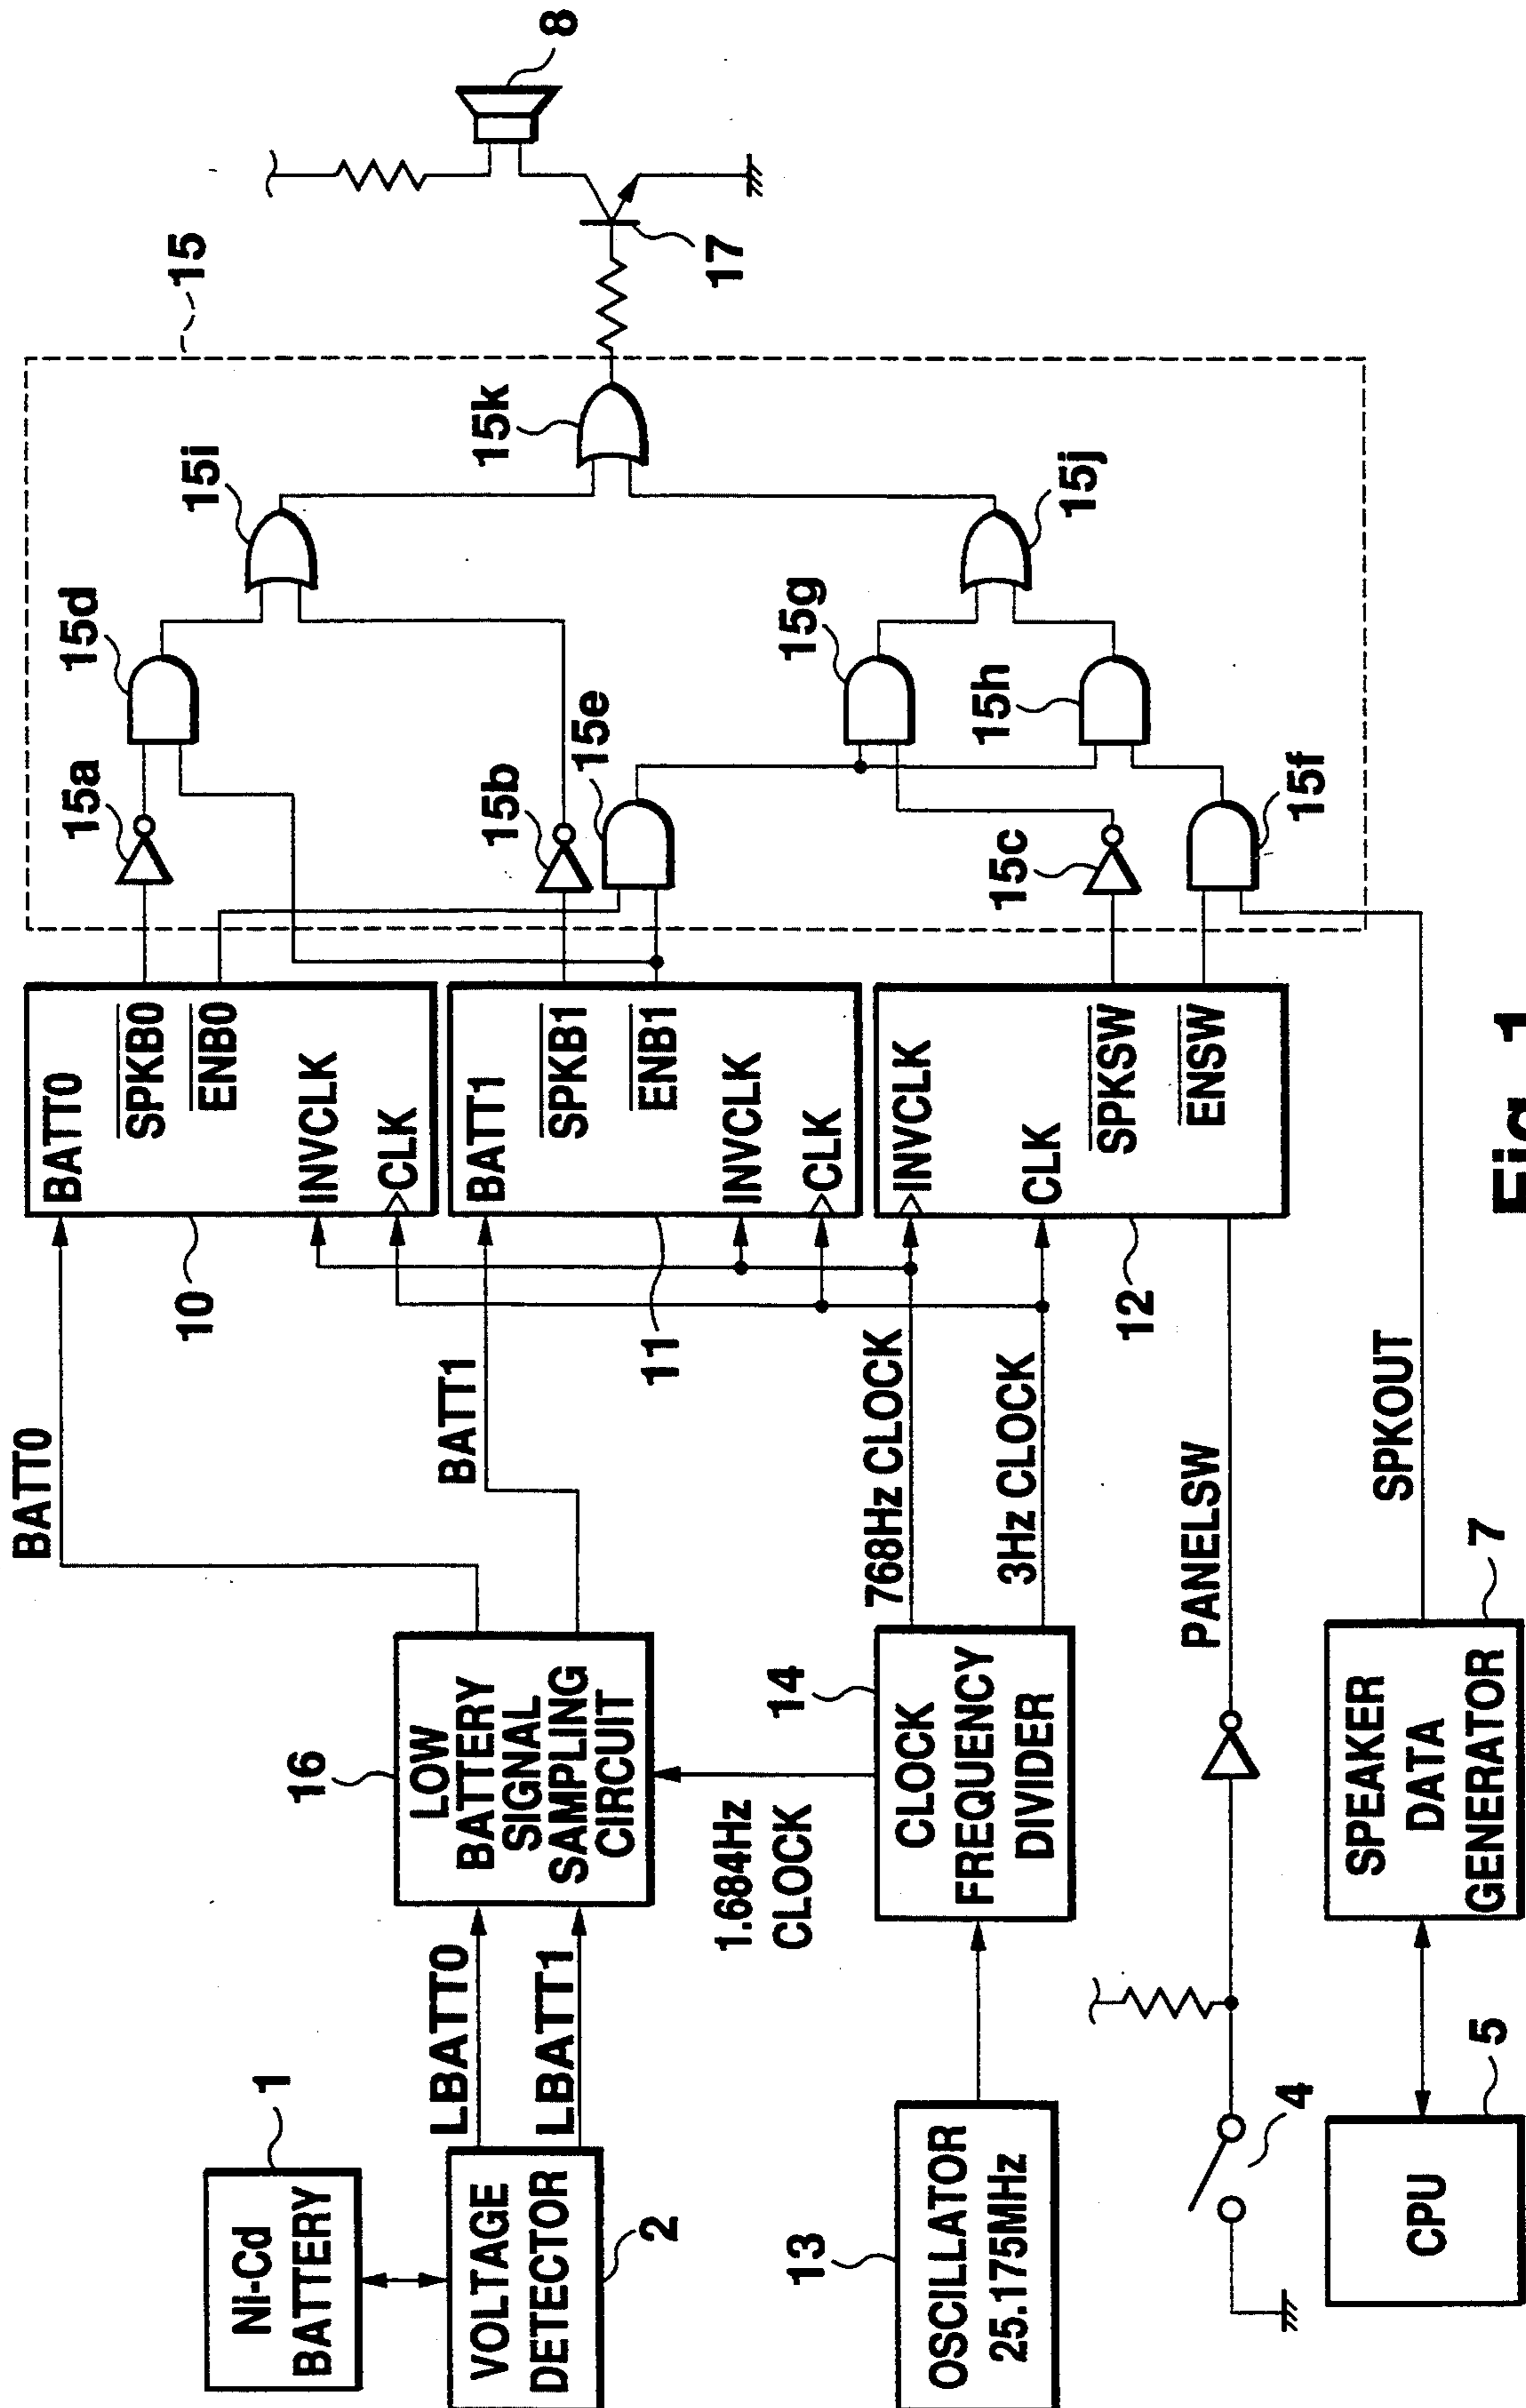 Ni-Cd
BATTERY
1
VOLTAGE
DETECTOR
2
LBATT0
LBATT1
16
LOW
BATTERY
SIGNAL
SAMPLING
CIRCUIT
BATT0
BATT1
1.684Hz
CLOCK
13
OSCILLATOR
25.175MHz
14
CLOCK
FREQUENCY
DIVIDER
768Hz CLOCK
3Hz CLOCK
4
PANELSW
CPU
5
SPEAKER
DATA
GENERATOR
7
SPKOUT
10
BATT0
SPKB0
ENB0
INVCLK
CLK
11
BATT1
SPKB1
ENB1
INVCLK
CLK
12
INVCLK
CLK
SPKSW
ENSW
15
15a
15b
15c
15d
15e
15f
15g
15h
15i
15j
15k
17
8
Fig. 1